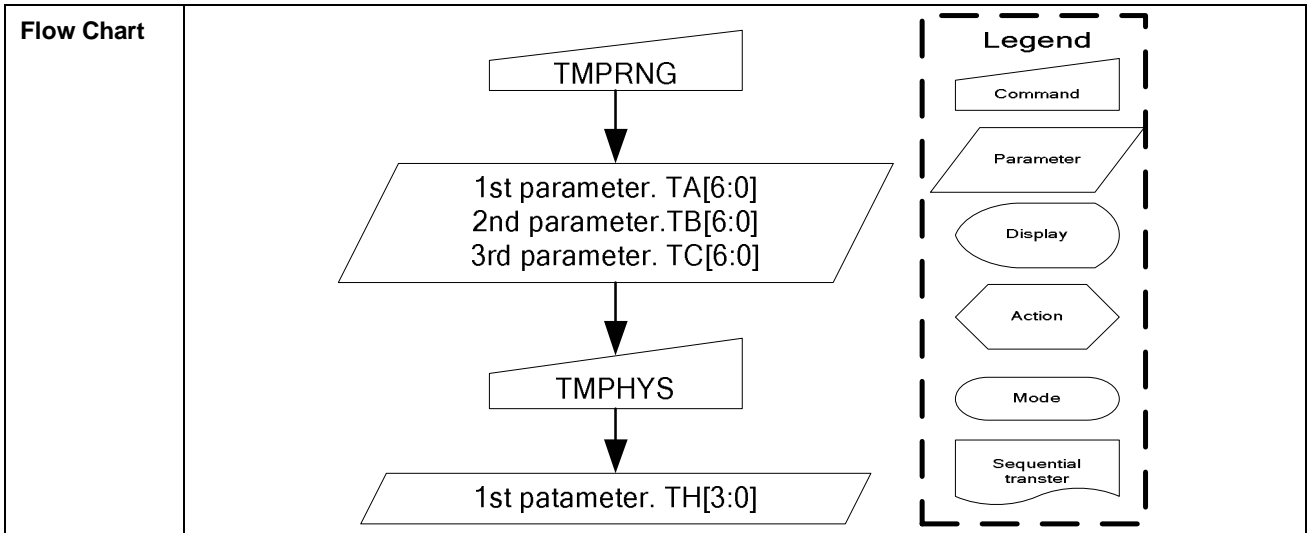 Flow Chart
TMPRNG
1st parameter. TA[6:0]
2nd parameter.TB[6:0]
3rd parameter. TC[6:0]
TMPHYS
1st patameter. TH[3:0]
Legend
Command
Parameter
Display
Action
Mode
Sequential
transter